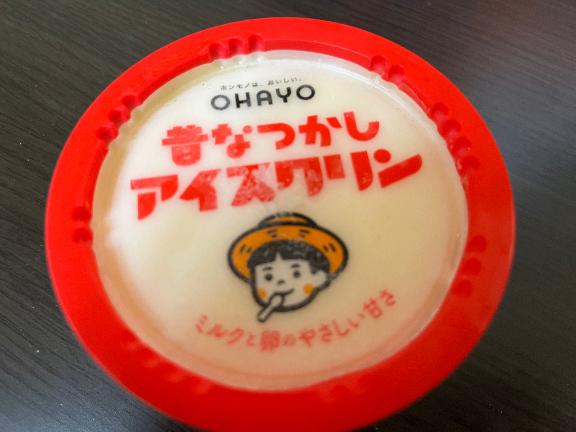 ホンモノは、おいしい。
OHAYO
昔なつかし
アイスクリン
ミルクと卵のやさしい甘さ